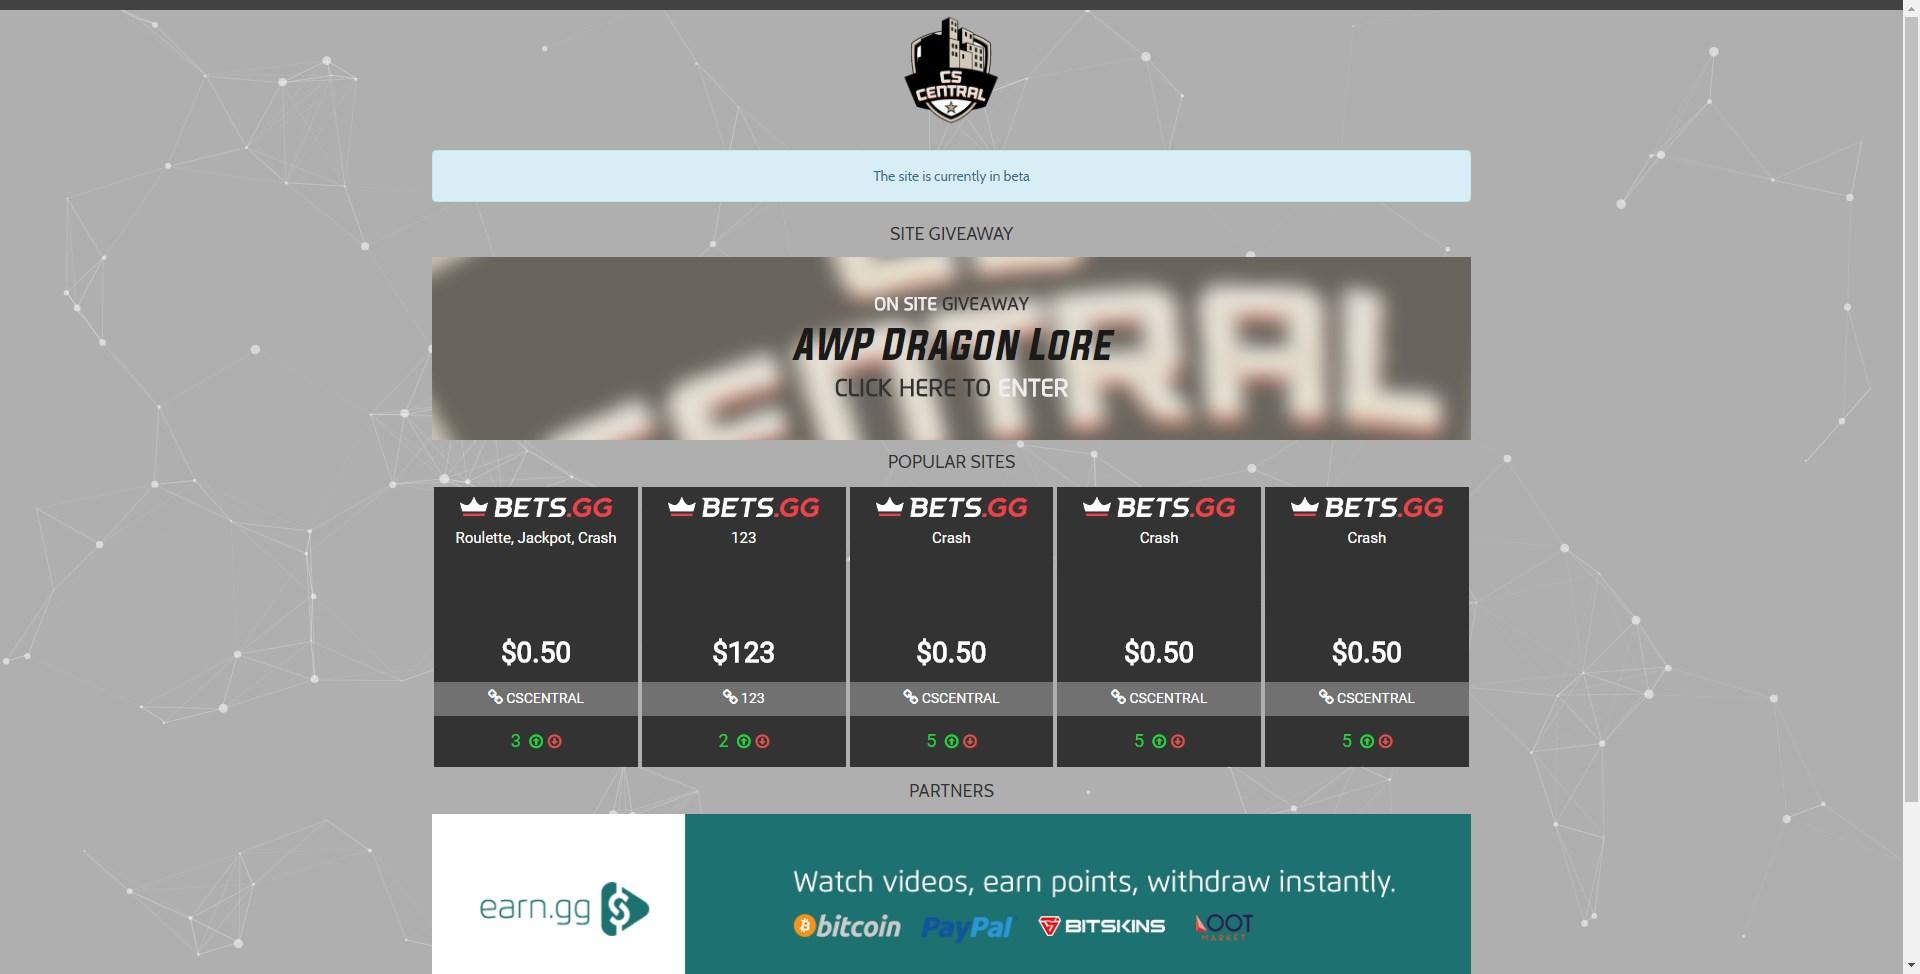 CS
CENTRAL
The site is currently in beta
SITE GIVEAWAY
ON SITE GIVEAWAY
AWP DRAGON LORE
CLICK HERE TO ENTER
POPULAR SITES
BETS.GG
Roulette, Jackpot, Crash
$0.50
CSCENTRAL
3
BETS.GG
123
$123
123
2
BETS.GG
Crash
$0.50
CSCENTRAL
5
BETS.GG
Crash
$0.50
CSCENTRAL
5
BETS.GG
Crash
$0.50
CSCENTRAL
5
PARTNERS
earn.gg
Watch videos, earn points, withdraw instantly.
bitcoin PayPal BITSKINS LOOT
MARKET